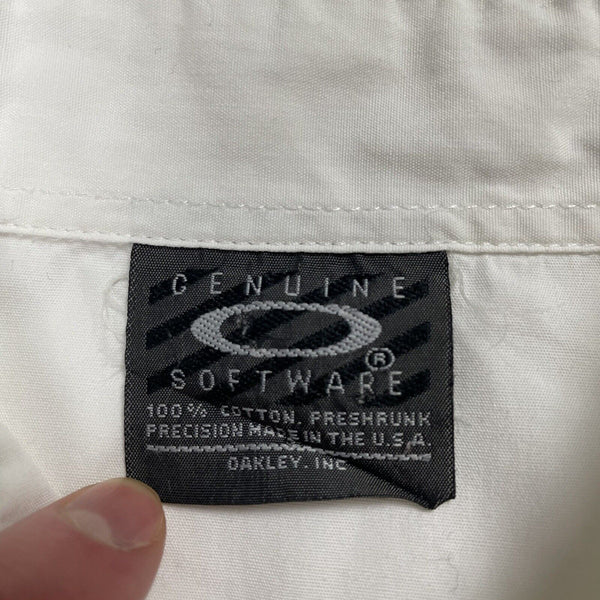 GENUINE
SOFTWARE ®
100% COTTON, PRESHRUNK
PRECISION MADE IN THE U.S.A.
OAKLEY, INC